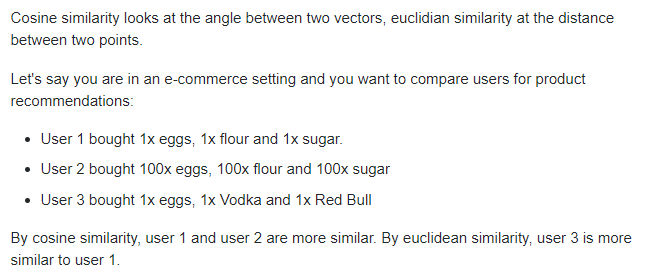 Cosine similarity looks at the angle between two vectors, euclidian similarity at the distance
between two points.
Let's say you are in an e-commerce setting and you want to compare users for product
recommendations:
• User 1 bought 1x eggs, 1x flour and 1x sugar.
• User 2 bought 100x eggs, 100x flour and 100x sugar
• User 3 bought 1x eggs, 1x Vodka and 1x Red Bull
By cosine similarity, user 1 and user 2 are more similar. By euclidean similarity, user 3 is more
similar to user 1.